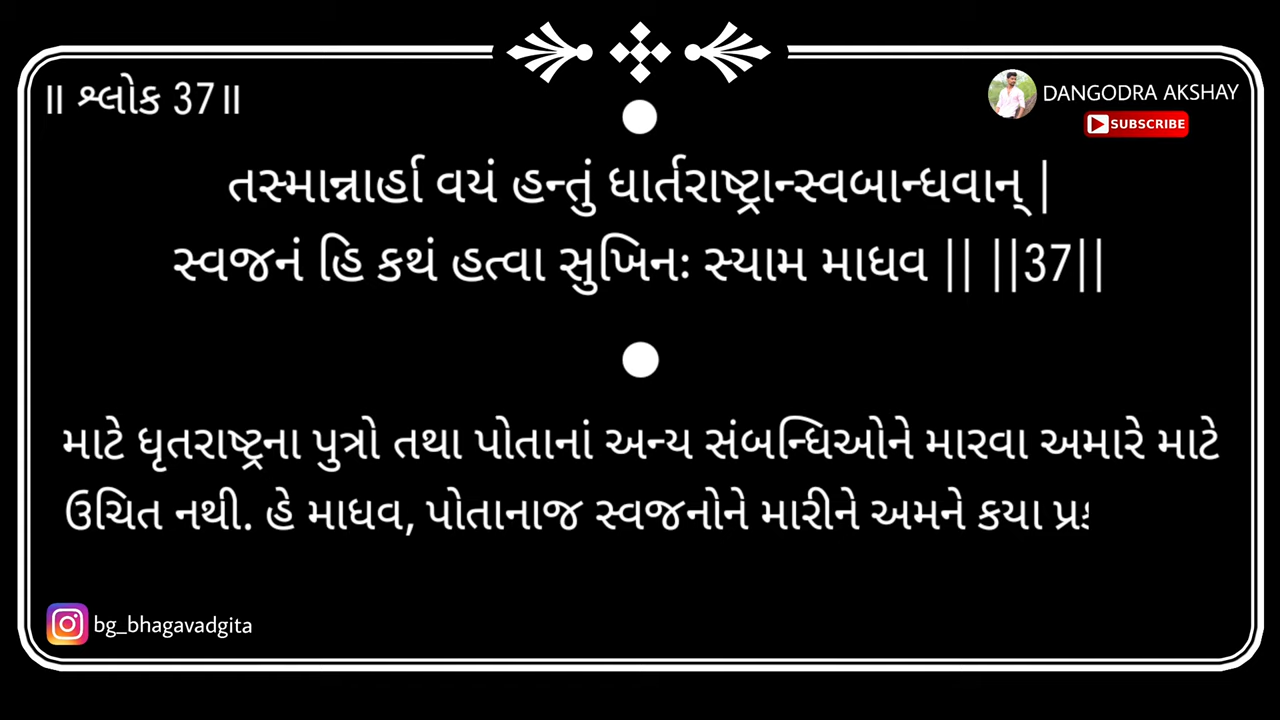 ॥ શ્લોક 37॥
DANGODRA AKSHAY
SUBSCRIBE
તસ્માન્નાર્હા વયં હન્તું ધાર્તરાષ્ટ્રાન્સ્વબાન્ધવાન્ |
સ્વજનં હિ કથં હત્વા સુખિનઃ સ્યામ માધવ || ||37||
માટે ધૃતરાષ્ટ્રના પુત્રો તથા પોતાનાં અન્ય સંબન્ધિઓને મારવા અમારે માટે
ઉચિત નથી. હે માધવ, પોતાનાજ સ્વજનોને મારીને અમને કયા
bg_bhagavadgita